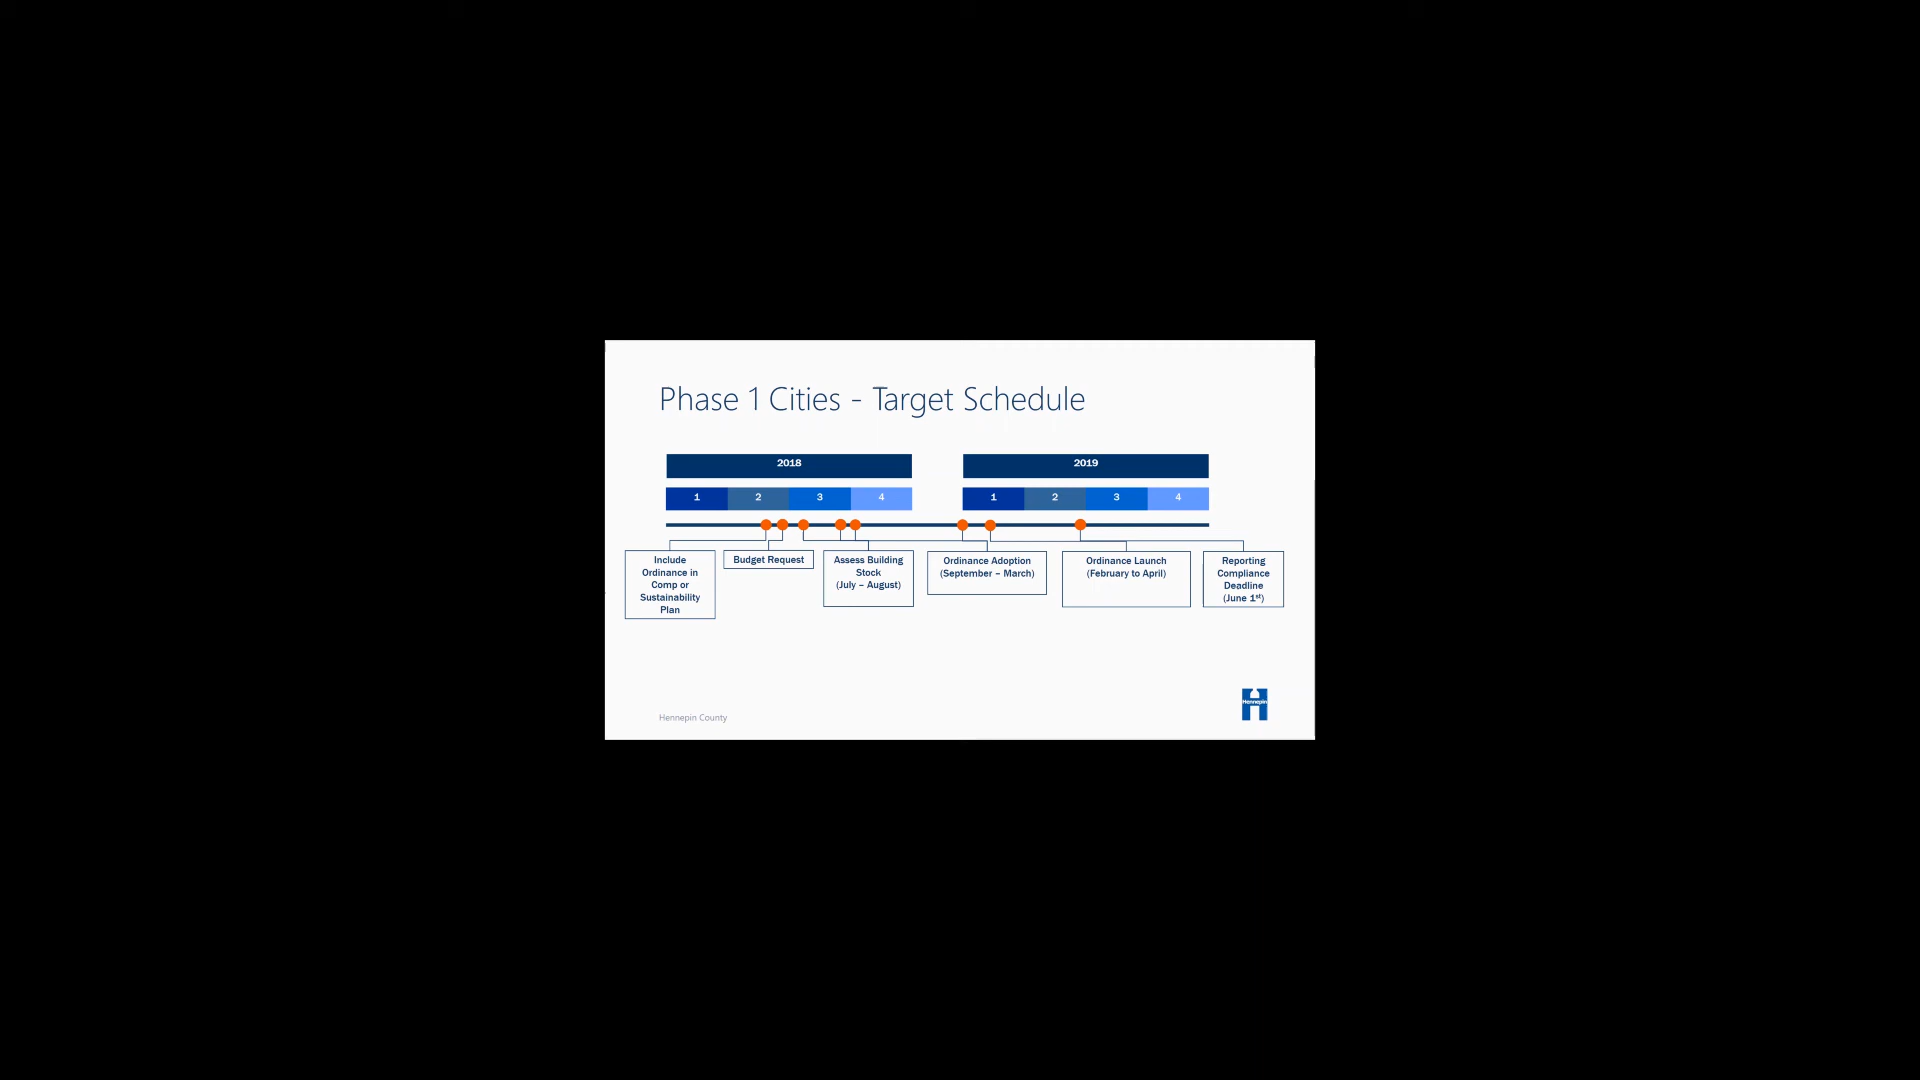 Phase 1 Cities - Target Schedule
2018
2019
1 2 3 4
1 2 3 4
Include
Ordinance in
Comp or
Sustainability
Plan
Budget Request
Assess Building
Stock
(July – August)
Ordinance Adoption
(September – March)
Ordinance Launch
(February to April)
Reporting
Compliance
Deadline
(June 1st)
Hennepin County
Hennepin